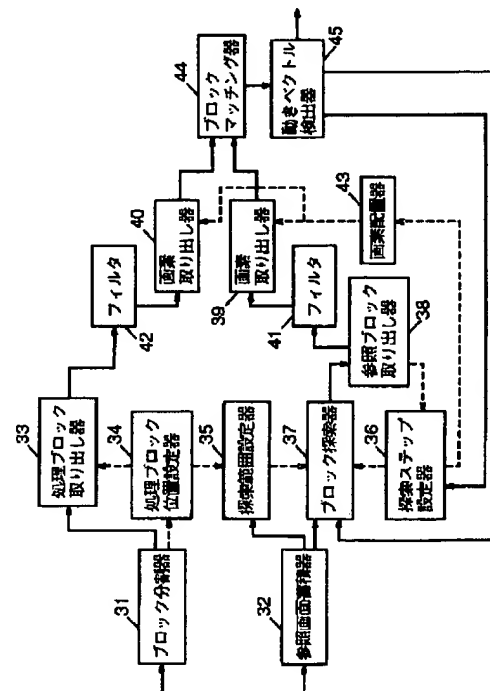 31
ブロック分割器
32
参照画面蓄積器
33
処理ブロック
取り出し器
34
処理ブロック
位置設定器
35
探索範囲設定器
37
ブロック探索器
36
探索ステップ
設定器
42
フィルタ
41
フィルタ
38
参照ブロック
取り出し器
40
画素
取り出し器
39
画素
取り出し器
43
画素配置器
44
ブロック
マッチング器
45
動きベクトル
検出器